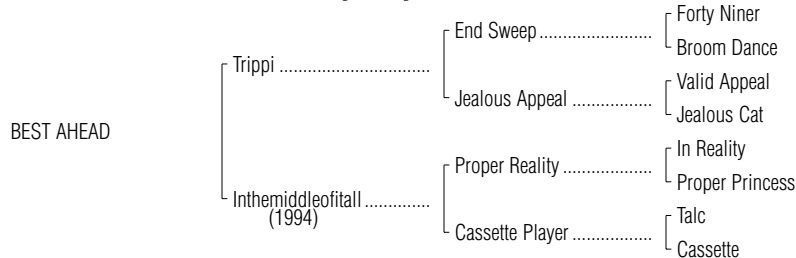 Forty Niner
End Sweep........................
Broom Dance
Trippi ................................
Valid Appeal
Jealous Appeal .................
Jealous Cat
BEST AHEAD
In Reality
Proper Reality ...................
Proper Princess
Inthemiddleofitall ..............
(1994)
Talc
Cassette Player .................
Cassette